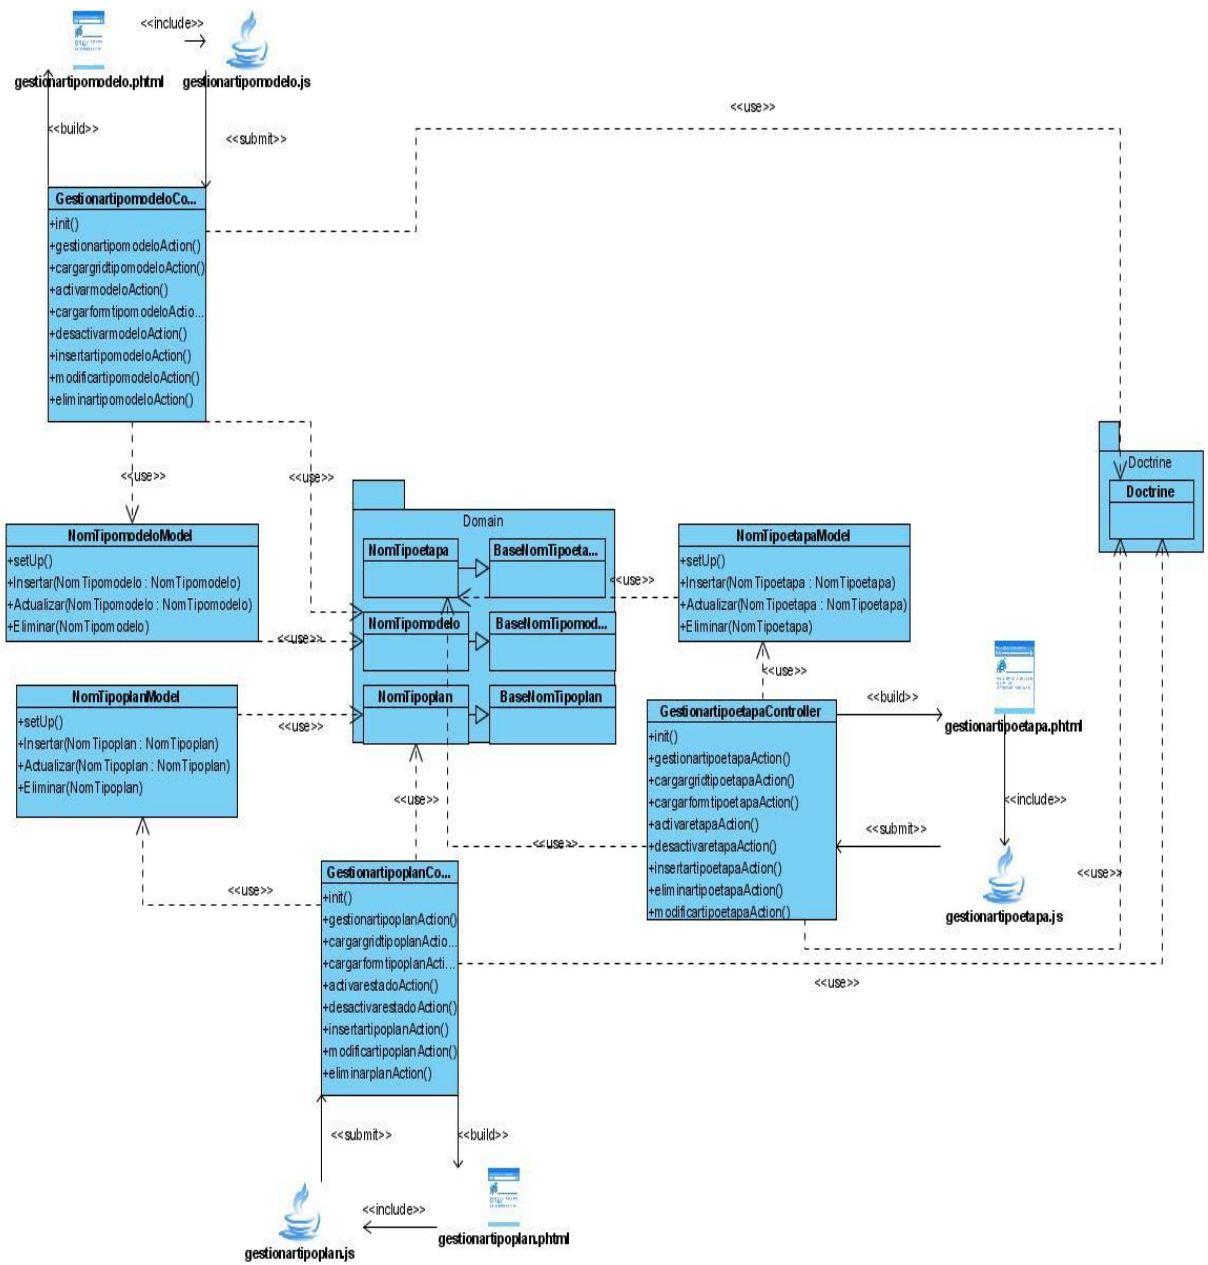 <<include>>
gestionartipomodelo.phtml
gestionartipomodelo.js
<<build>>
<<submit>>
<<use>>
GestionartipomodeloCo...
+init()
+gestionartipomodeloAction()
+cargargridtipomodeloAction()
+activarmodeloAction()
+cargarformtipomodeloActio...
+desactivarmodeloAction()
+insertartipomodeloAction()
+modificartipomodeloAction()
+eliminartipomodeloAction()
<<use>>
<<use>>
Doctrine
Doctrine
NomTipomodeloModel
+setUp()
+Insertar(NomTipomodelo : NomTipomodelo)
+Actualizar(NomTipomodelo : NomTipomodelo)
+Eliminar(NomTipomodelo)
<<use>>
Domain
NomTipoetapa
BaseNomTipoeta...
NomTipomodelo
BaseNomTipomod...
NomTipoplan
BaseNomTipoplan
<<use>>
NomTipoetapaModel
+setUp()
+Insertar(NomTipoetapa : NomTipoetapa)
+Actualizar(NomTipoetapa : NomTipoetapa)
+Eliminar(NomTipoetapa)
<<use>>
NomTipoplanModel
+setUp()
+Insertar(NomTipoplan : NomTipoplan)
+Actualizar(NomTipoplan : NomTipoplan)
+Eliminar(NomTipoplan)
<<use>>
<<use>>
<<use>>
GestionartipoetapaController
+init()
+gestionartipoetapaAction()
+cargargridtipoetapaAction()
+cargarformtipoetapaAction()
+activaretapaAction()
+desactivaretapaAction()
+insertartipoetapaAction()
+eliminartipoetapaAction()
+modificartipoetapaAction()
<<build>>
gestionartipoetapa.phtml
<<include>>
<<submit>>
gestionartipoetapa.js
<<use>>
<<use>>
<<use>>
GestionartipoplanCo...
+init()
+gestionartipoplanAction()
+cargargridtipoplanActio...
+cargarformtipoplanActi...
+activarestadoAction()
+desactivarestadoAction()
+insertartipoplanAction()
+modificartipoplanAction()
+eliminarplanAction()
<<submit>>
<<build>>
<<include>>
gestionartipoplan.js
gestionartipoplan.phtml